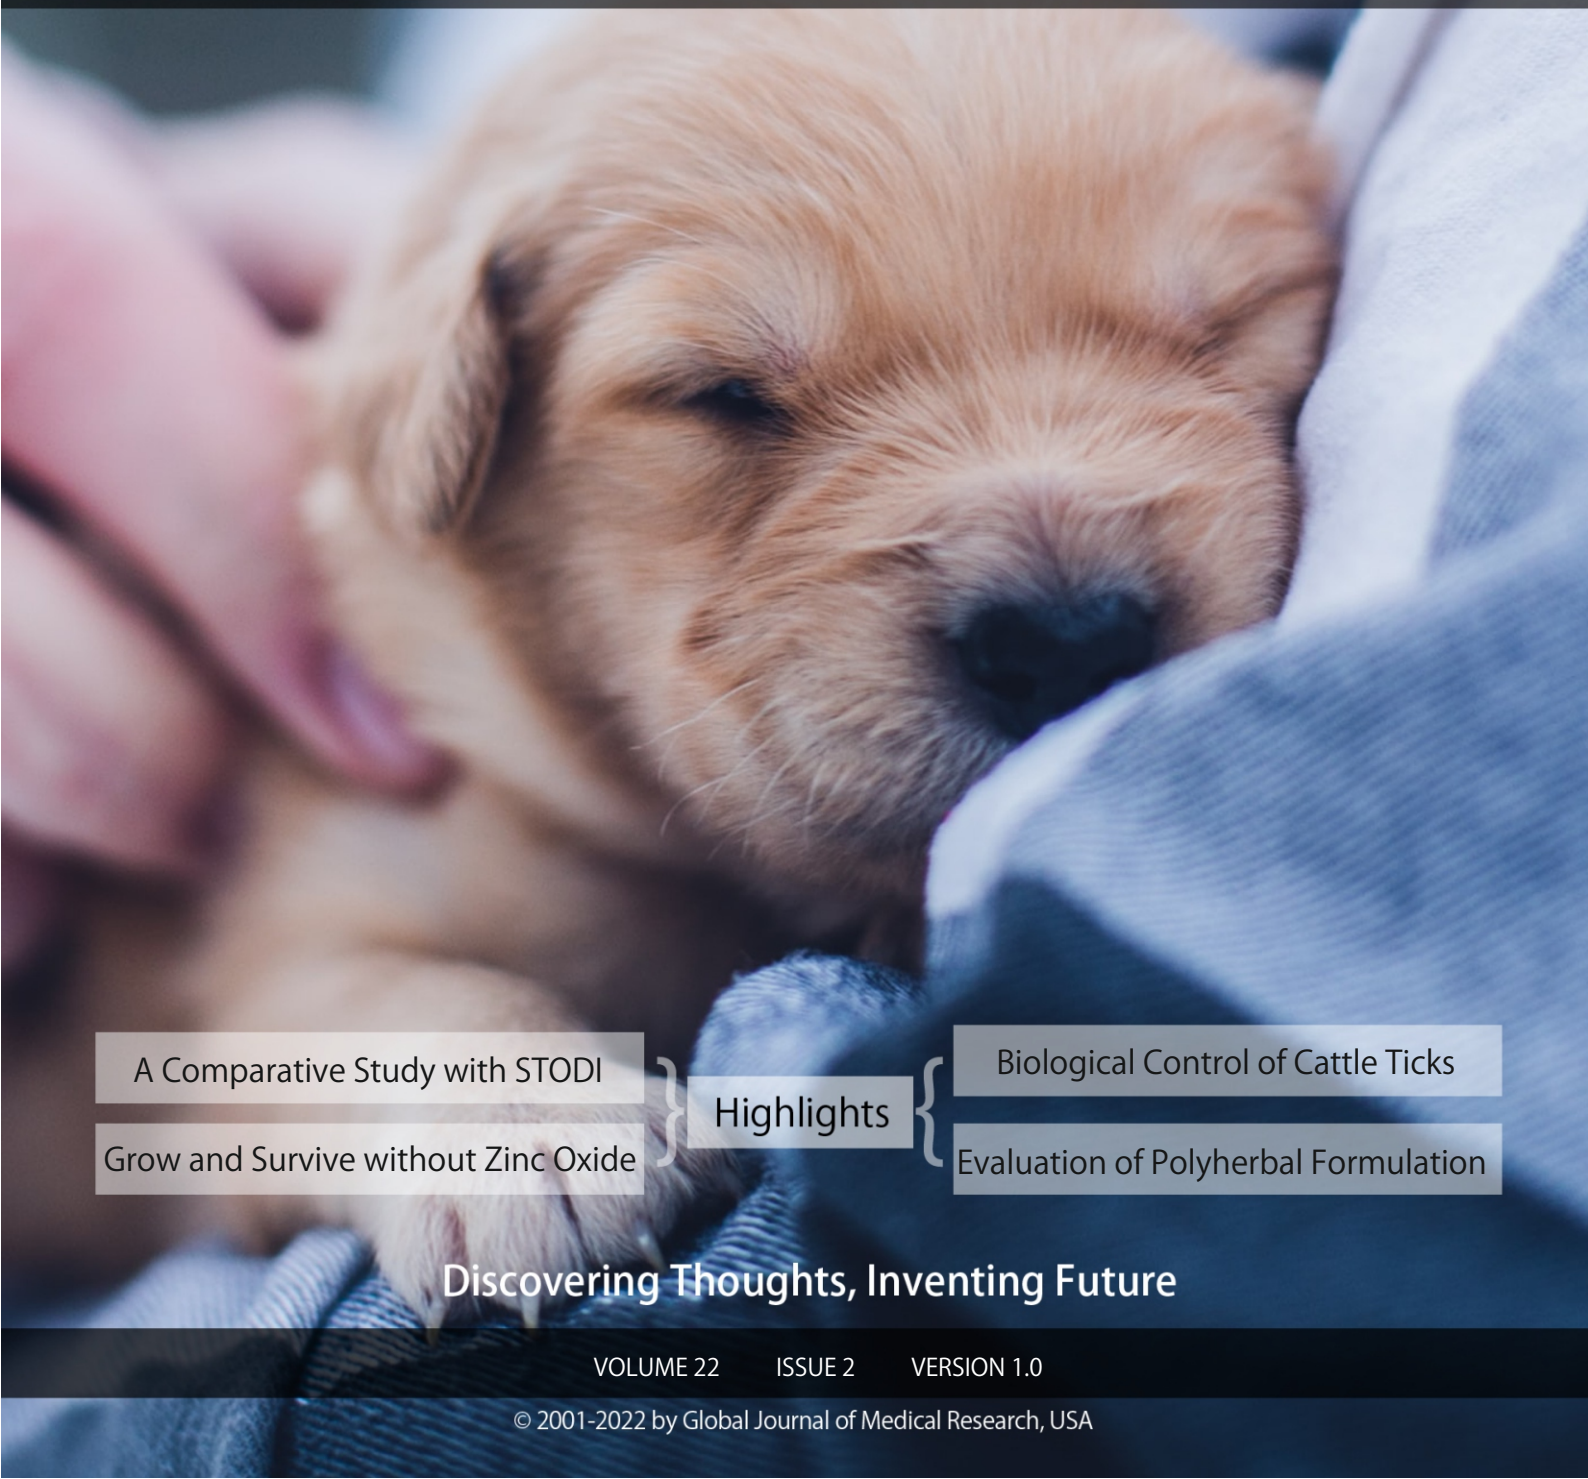 A Comparative Study with STODI
Grow and Survive without Zinc Oxide
Highlights
Biological Control of Cattle Ticks
Evaluation of Polyherbal Formulation
Discovering Thoughts, Inventing Future
VOLUME 22 ISSUE 2 VERSION 1.0
© 2001-2022 by Global Journal of Medical Research, USA